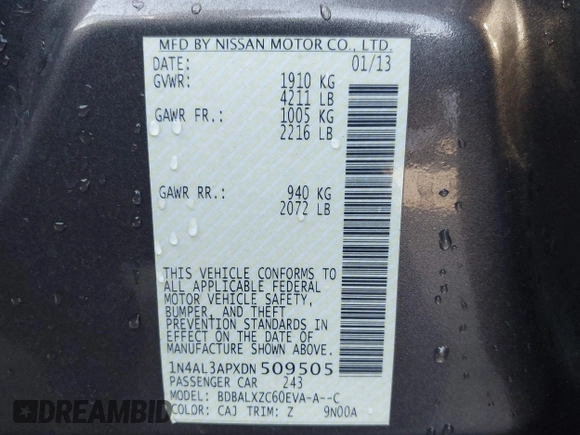 MFD BY NISSAN MOTOR CO., LTD.
DATE: 01/13
GVWR: 1910 KG
4211 LB
GAWR FR.: 1005 KG
2216 LB
GAWR RR.: 940 KG
2072 LB
THIS VEHICLE CONFORMS TO
ALL APPLICABLE FEDERAL
MOTOR VEHICLE SAFETY,
BUMPER, AND THEFT
PREVENTION STANDARDS IN
EFFECT ON THE DATE OF
MANUFACTURE SHOWN ABOVE.
1N4AL3APXDN509505
PASSENGER CAR 243
MODEL: BDBALXZC60EVA-A--C
COLOR: CAJ TRIM: Z 9N00A
DREAMBID